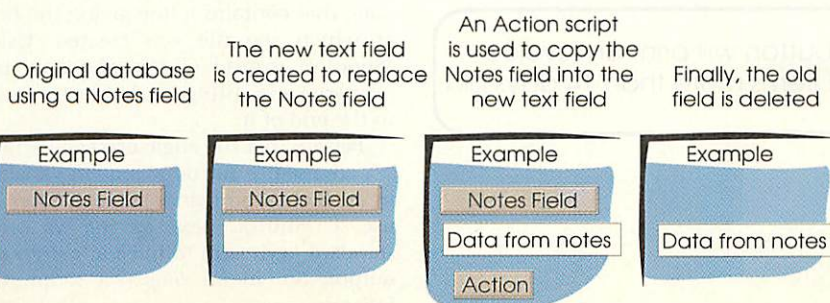 Original database
using a Notes field
Example
Notes Field
The new text field
is created to replace
the Notes field
Example
Notes Field
An Action script
is used to copy the
Notes field into the
new text field
Example
Notes Field
Data from notes
Action
Finally, the old
field is deleted
Example
Data from notes